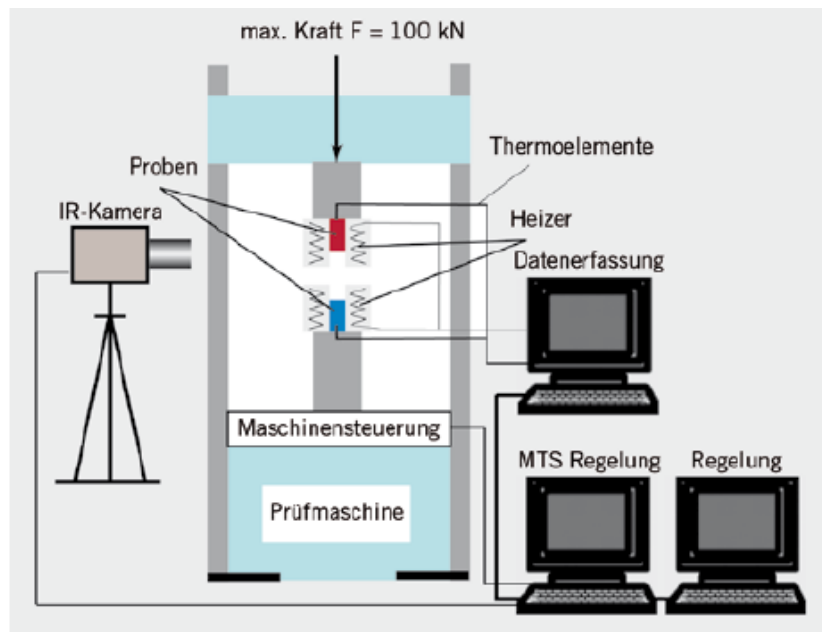 max. Kraft F = 100 kN
Thermoelemente
Proben
IR-Kamera
Heizer
Datenerfassung
Maschinensteuerung
MTS Regelung
Regelung
Prüfmaschine